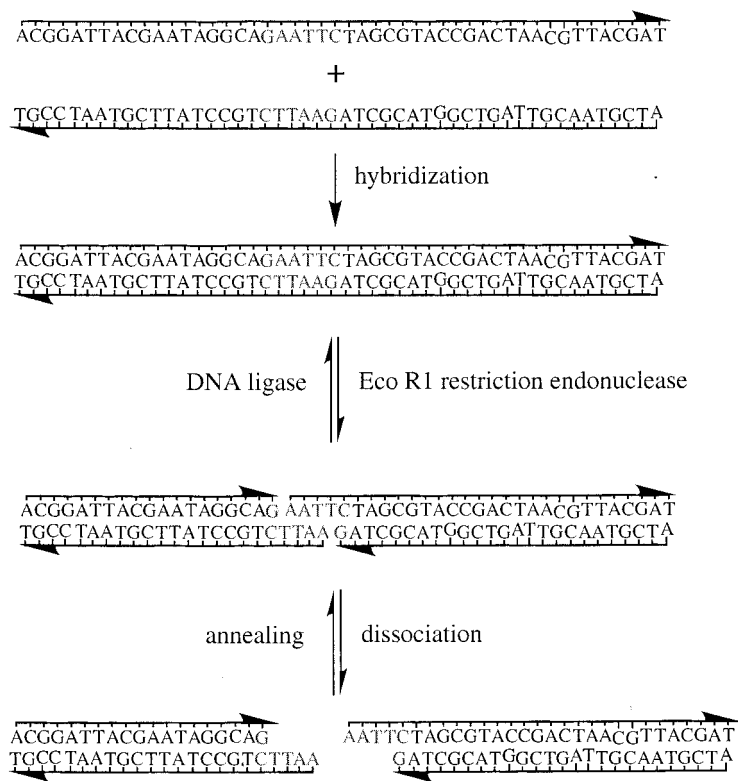 ACGGATTACGAATAGGCAGAATTCTAGCGTACCGACTAACGTTACGAT
+
TGCCTAATGCTTATCCGTCTTAAGATCGCATGGCTGATTGCAATGCTA
hybridization
ACGGATTACGAATAGGCAGAATTCTAGCGTACCGACTAACGTTACGAT
TGCCTAATGCTTATCCGTCTTAAGATCGCATGGCTGATTGCAATGCTA
DNA ligase Eco R1 restriction endonuclease
ACGGATTACGAATAGGCAG AATTCTAGCGTACCGACTAACGTTACGAT
TGCCTAATGCTTATCCGTCTTAA GATCGCATGGCTGATTGCAATGCTA
annealing dissociation
ACGGATTACGAATAGGCAG AATTCTAGCGTACCGACTAACGTTACGAT
TGCCTAATGCTTATCCGTCTTAA GATCGCATGGCTGATTGCAATGCTA